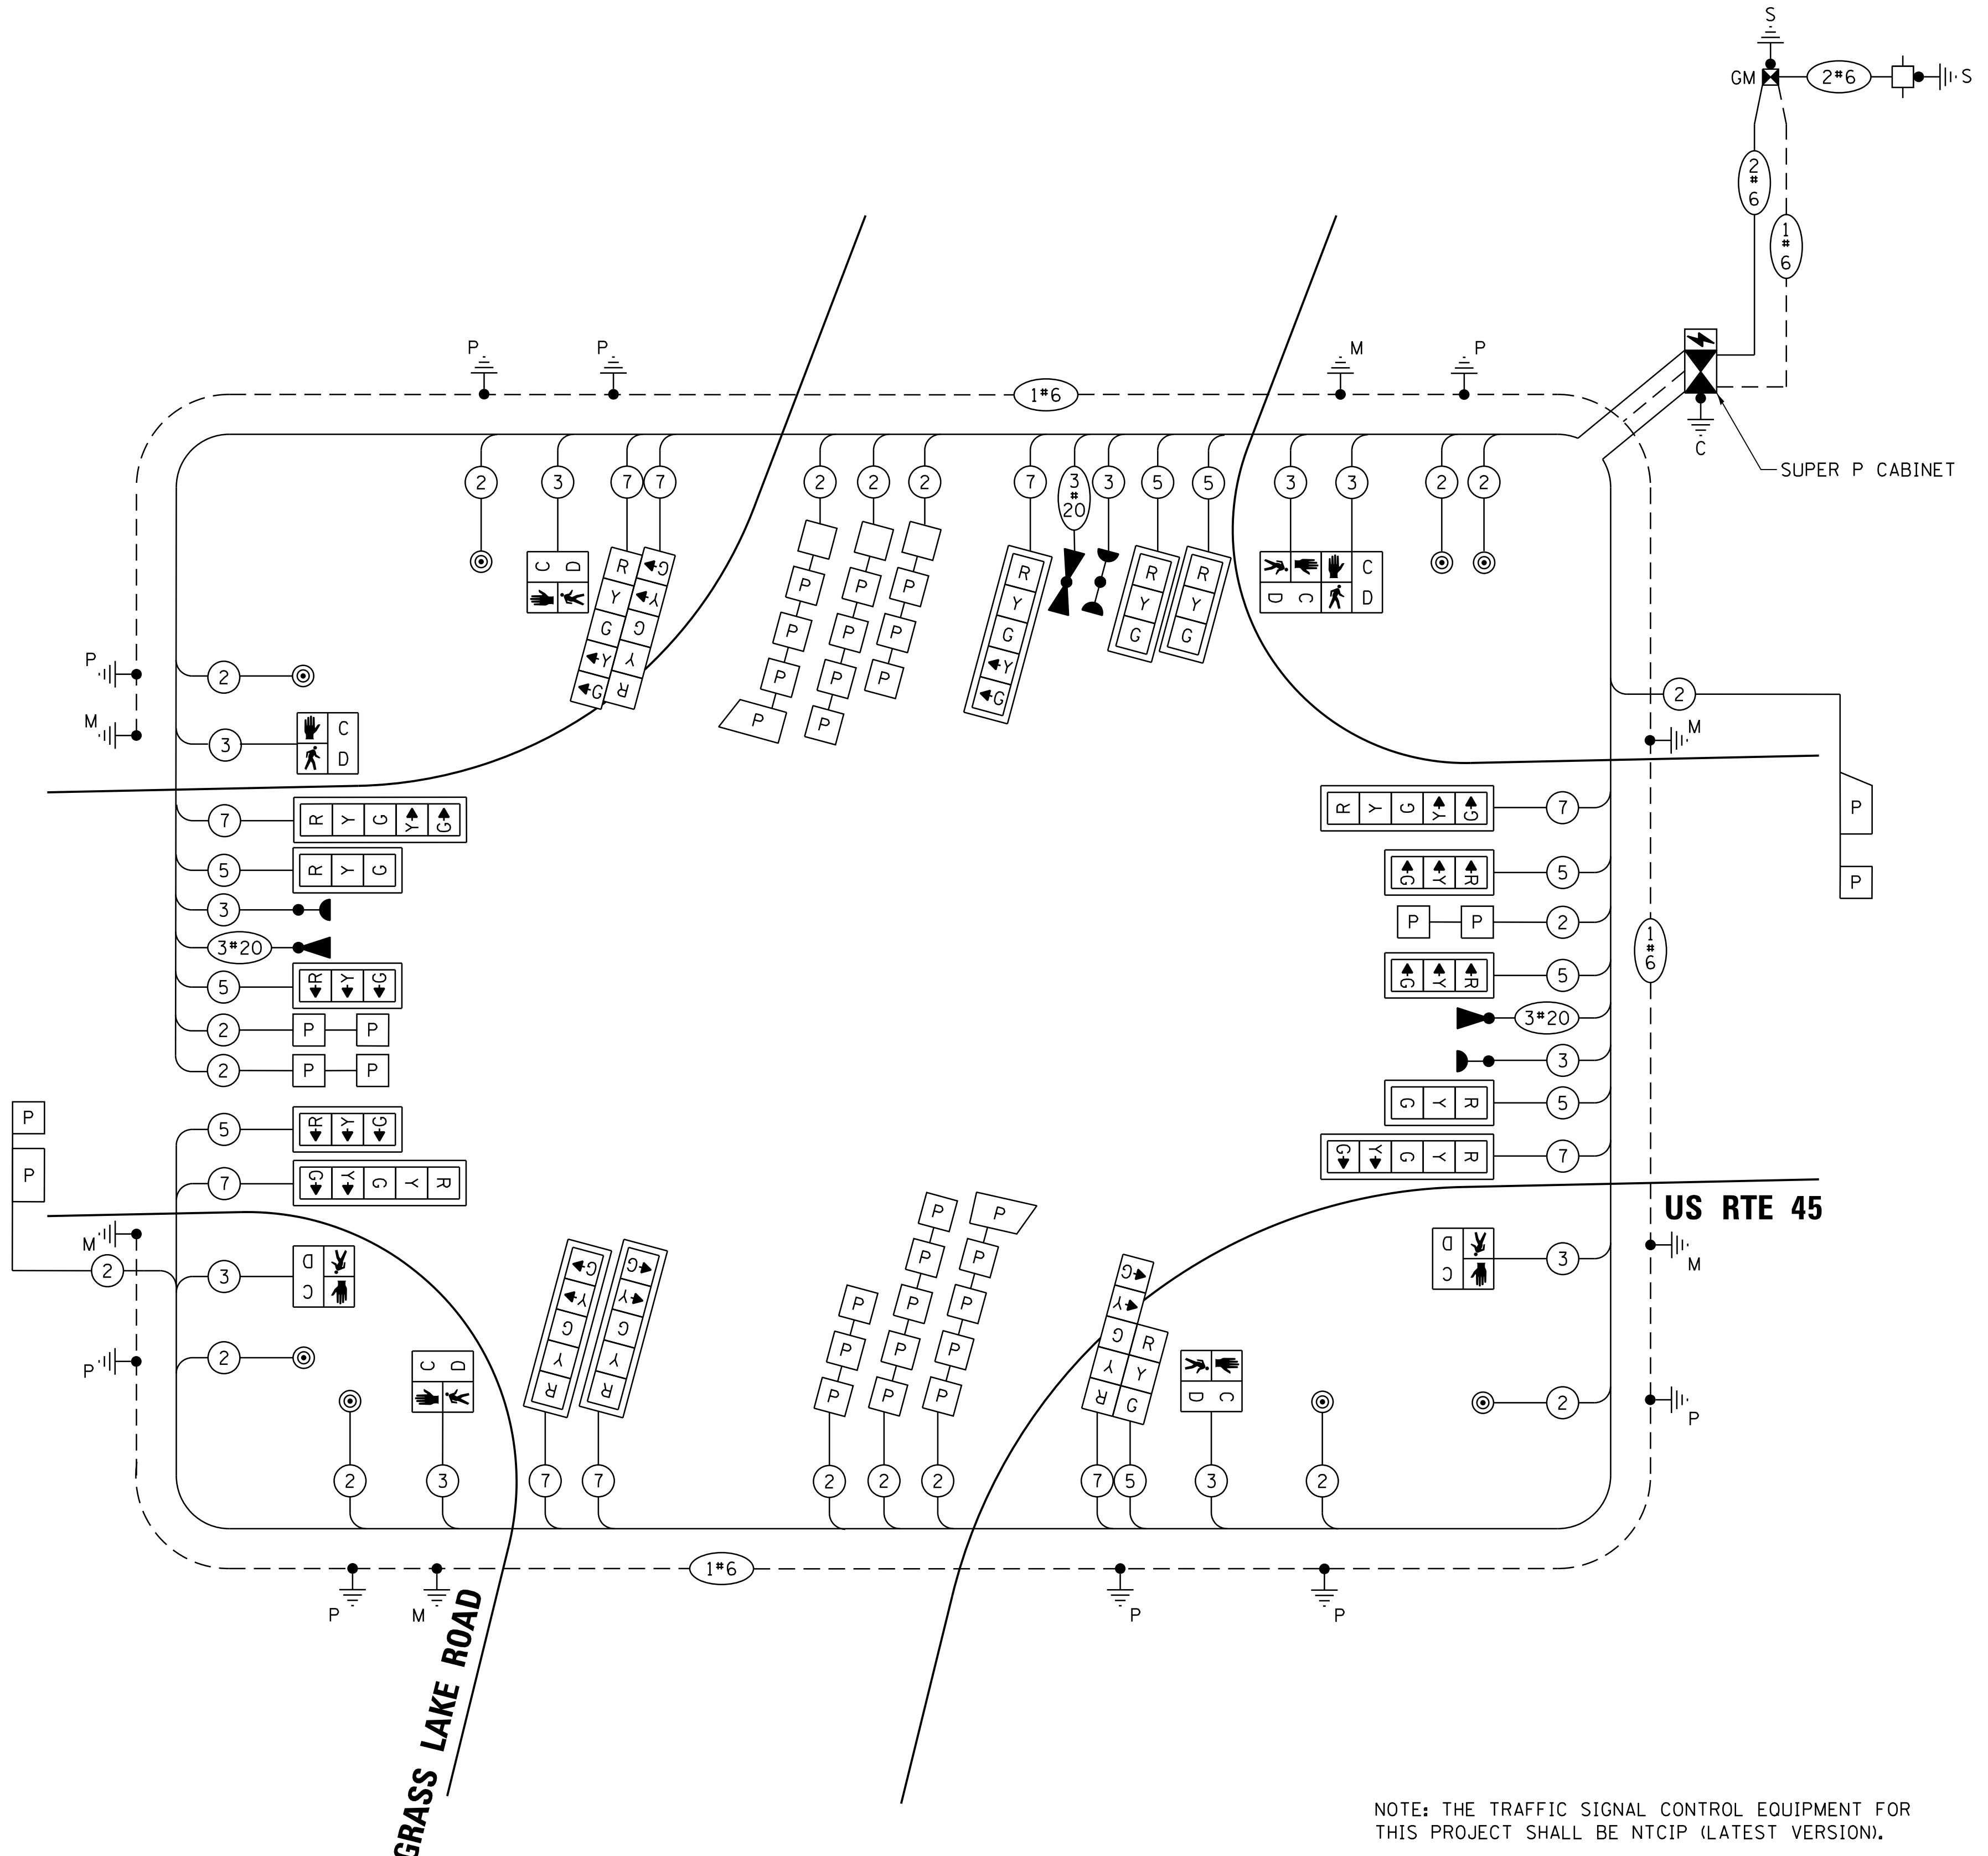 S
GM 2#6 S
2 # 6
1 # 6
P P M P
1#6
C
SUPER P CABINET
2 3 7 7 2 2 2 7 3 # 20 3 5 5 3 3 2 2
C D
R Y G Y G
G Y G Y R
P P P P
P P P P
P P P
R Y G Y G
R Y G
R Y G
D C
C D
P
2
M
3
C
D
2
M
P
P
7 R Y G Y G
5 R Y G
3
3#20
5 R Y G
2 P P
2 P P
5 R Y G
7 G Y G Y R
R Y G Y G 7
G Y R 5
P P 2
G Y R 5
3#20
3
G Y R 5
G Y G Y R 7
1 # 6
P
P
M
2
3
D
C
P
2
US RTE 45
D
C
3
M
2
P
C D
G Y G Y R
G Y G Y R
P P P
P P P P P
P P P P P
G Y G Y R
R Y G
D C
2 3 7 7 2 2 2 7 5 3 2
1#6
P M P P
GRASS LAKE ROAD
NOTE: THE TRAFFIC SIGNAL CONTROL EQUIPMENT FOR
THIS PROJECT SHALL BE NTCIP (LATEST VERSION).